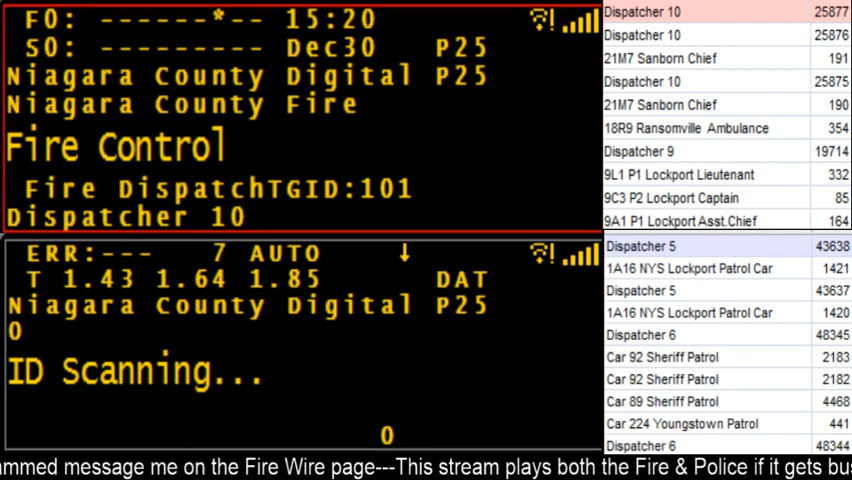 F0: ------*-- 15:20
S0: --------- Dec30 P25
Niagara County Digital P25
Niagara County Fire
Fire Control
Fire DispatchTGID:101
Dispatcher 10
Dispatcher 10 25877
Dispatcher 10 25876
21M7 Sanborn Chief 191
Dispatcher 10 25875
21M7 Sanborn Chief 190
18R9 Ransomville Ambulance 354
Dispatcher 9 19714
9L1 P1 Lockport Lieutenant 332
9C3 P2 Lockport Captain 85
9A1 P1 Lockport Asst.Chief 164
ERR:--- 7 AUTO ↓
T 1.43 1.64 1.85 DAT
Niagara County Digital P25
0
ID Scanning...
0
Dispatcher 5 43638
1A16 NYS Lockport Patrol Car 1421
Dispatcher 5 43637
1A16 NYS Lockport Patrol Car 1420
Dispatcher 6 48345
Car 92 Sheriff Patrol 2183
Car 92 Sheriff Patrol 2182
Car 89 Sheriff Patrol 4468
Car 224 Youngstown Patrol 441
Dispatcher 6 48344
ammed message me on the Fire Wire page---This stream plays both the Fire & Police if it gets bus